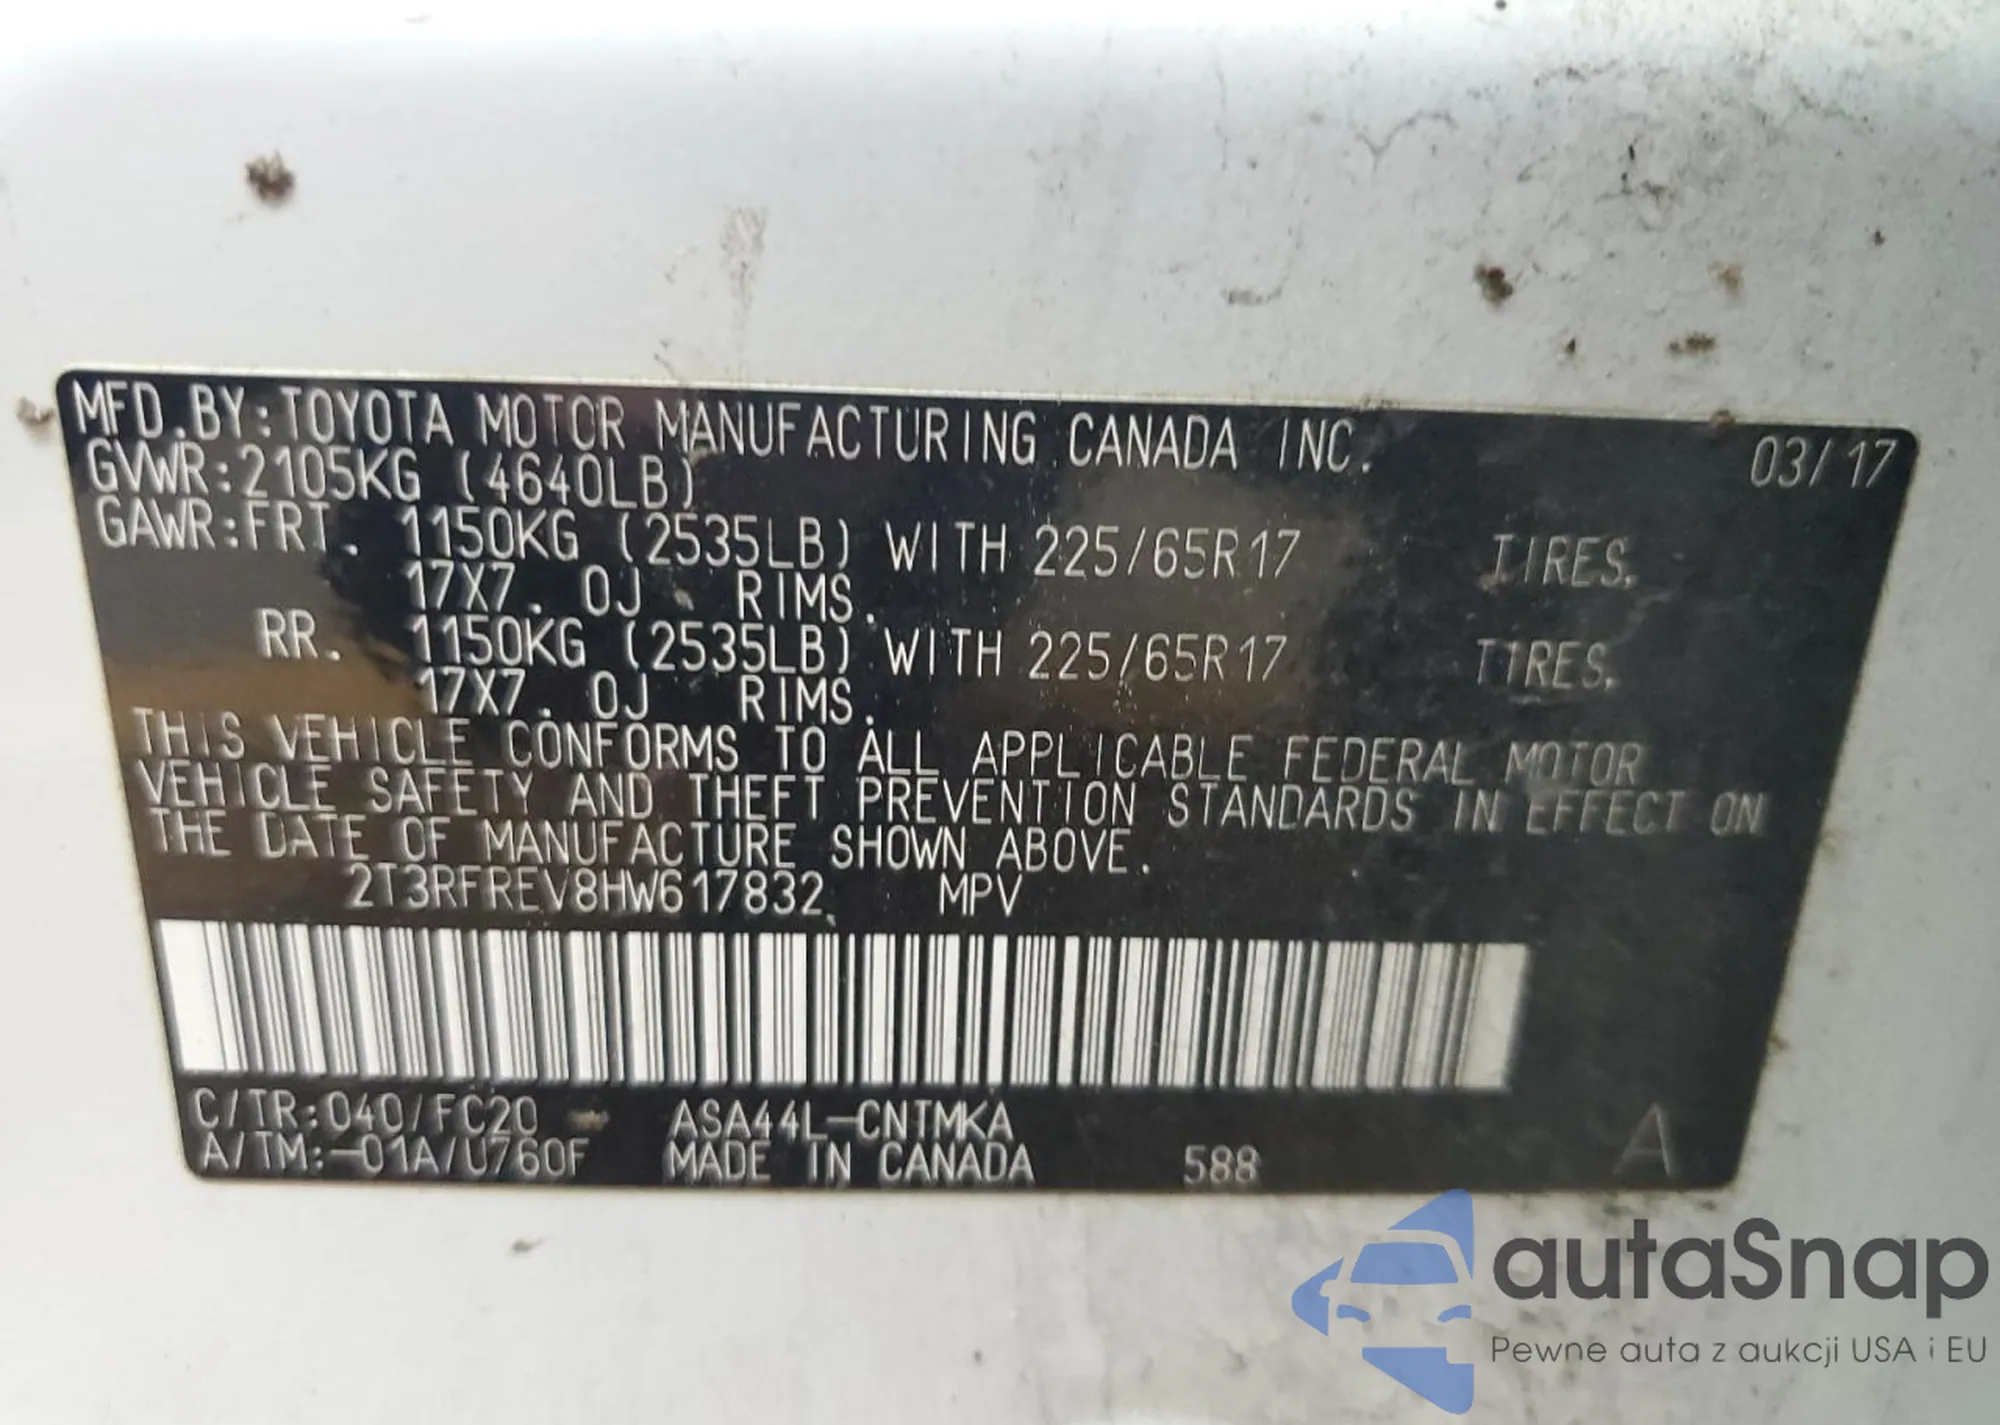 MFD.BY:TOYOTA MOTOR MANUFACTURING CANADA INC. 03/17
GVWR:2105KG (4640LB)
GAWR:FRT. 1150KG (2535LB) WITH 225/65R17 TIRES.
17X7.0J RIMS.
RR. 1150KG (2535LB) WITH 225/65R17 TIRES.
17X7.0J RIMS.
THIS VEHICLE CONFORMS TO ALL APPLICABLE FEDERAL MOTOR
VEHICLE SAFETY AND THEFT PREVENTION STANDARDS IN EFFECT ON
THE DATE OF MANUFACTURE SHOWN ABOVE.
2T3RFREV8HW617832 MPV
C/TR:040/FC20 ASA44L-CNTMKA A
A/TM:-01A/U760F MADE IN CANADA 588
autaSnap
Pewne auta z aukcji USA i EU